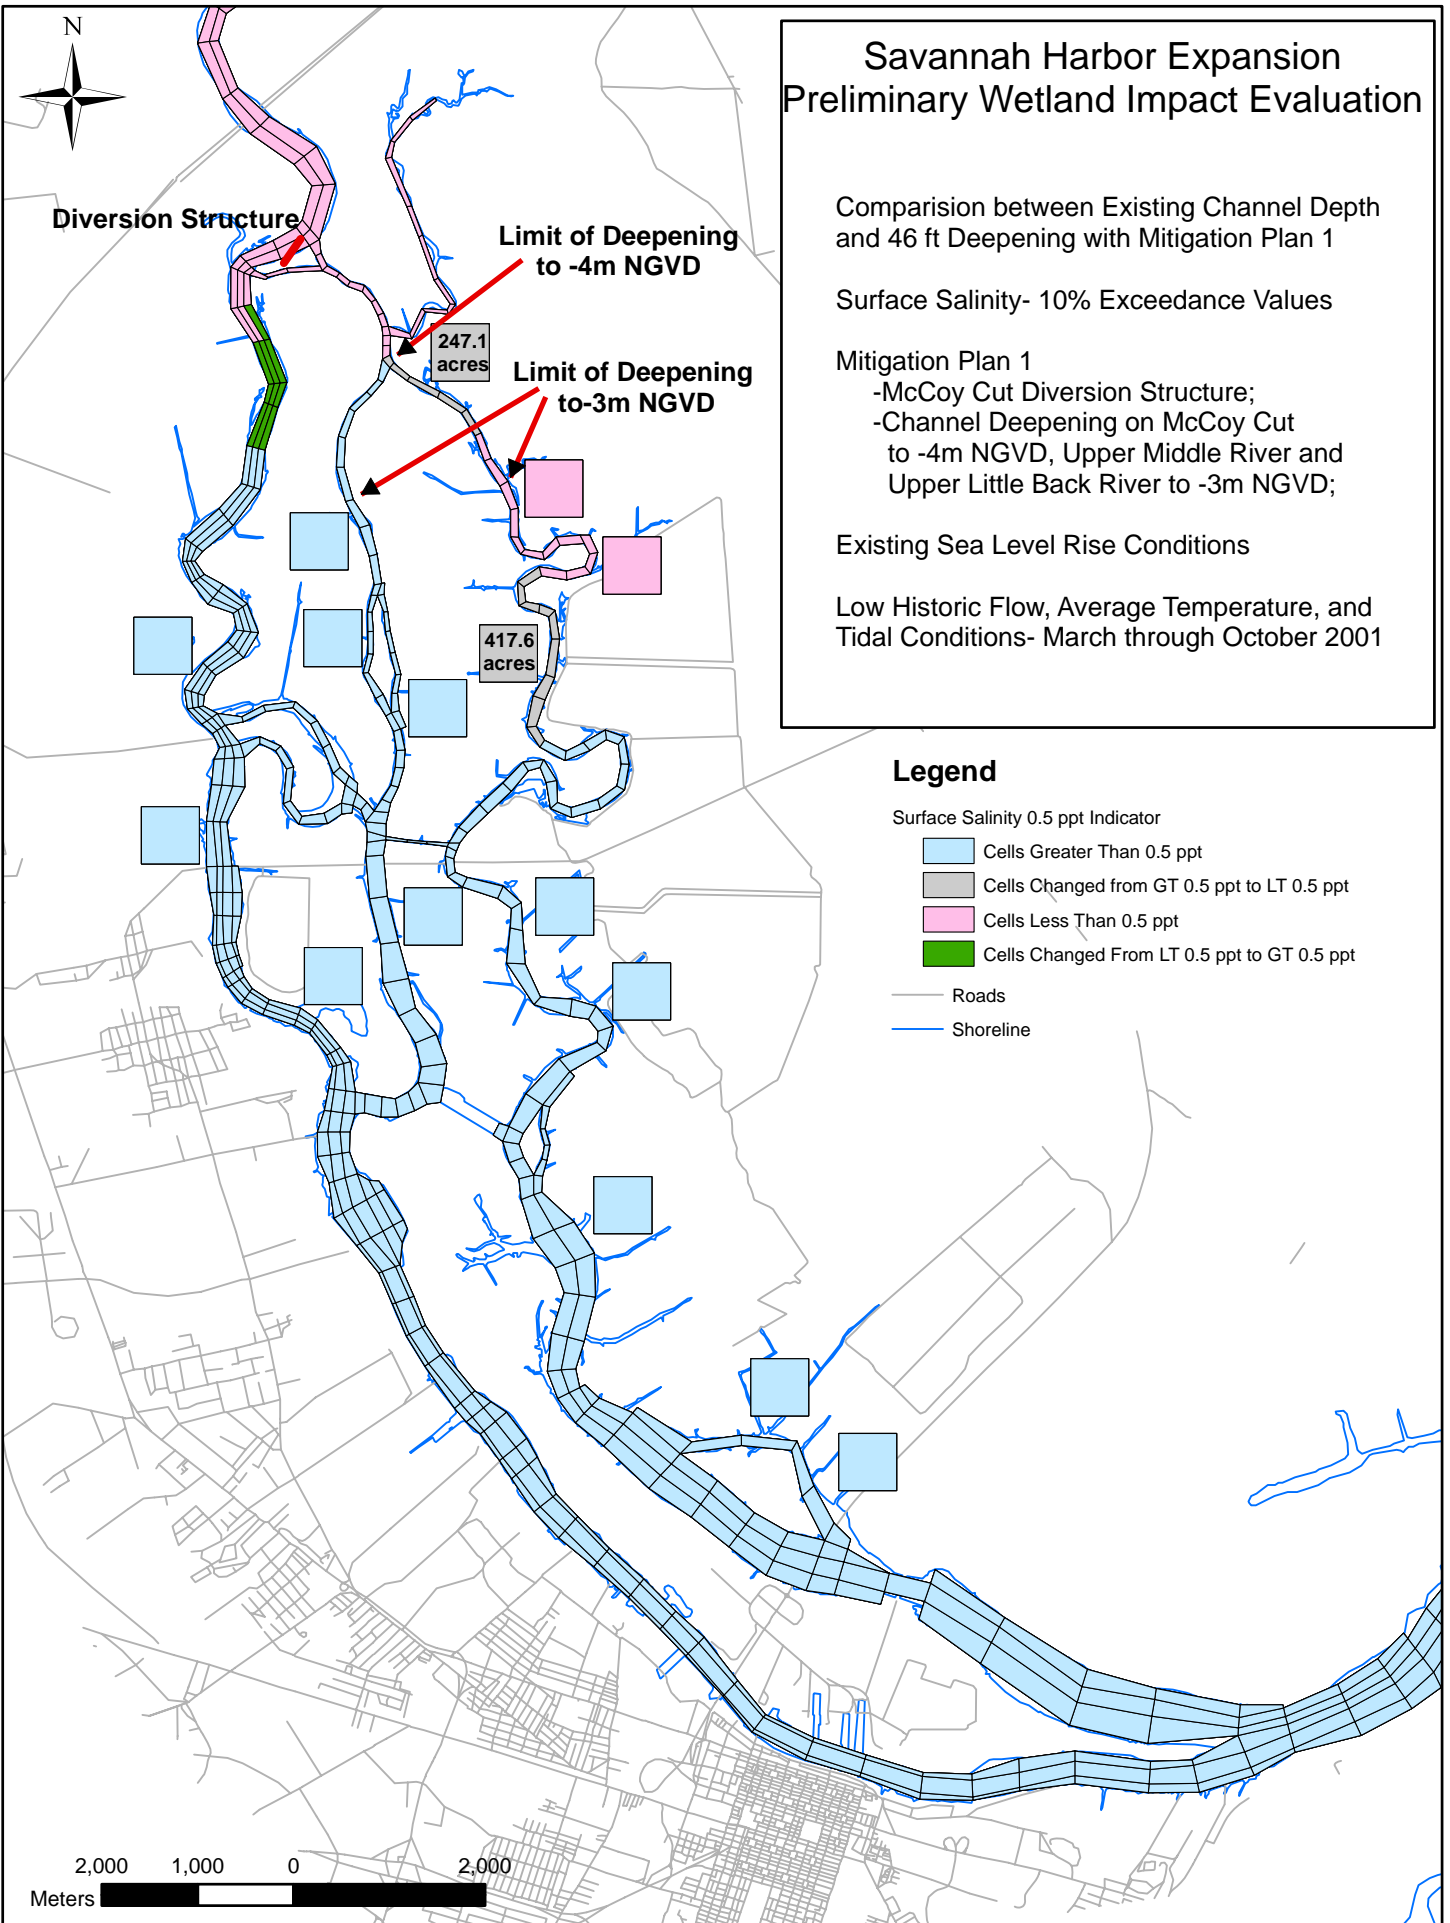 N
Savannah Harbor Expansion
Preliminary Wetland Impact Evaluation
Comparision between Existing Channel Depth
and 46 ft Deepening with Mitigation Plan 1
Surface Salinity- 10% Exceedance Values
Mitigation Plan 1
-McCoy Cut Diversion Structure;
-Channel Deepening on McCoy Cut
to -4m NGVD, Upper Middle River and
Upper Little Back River to -3m NGVD;
Existing Sea Level Rise Conditions
Low Historic Flow, Average Temperature, and
Tidal Conditions- March through October 2001
Diversion Structure
Limit of Deepening
to -4m NGVD
247.1
acres
Limit of Deepening
to-3m NGVD
417.6
acres
Legend
Surface Salinity 0.5 ppt Indicator
Cells Greater Than 0.5 ppt
Cells Changed from GT 0.5 ppt to LT 0.5 ppt
Cells Less Than 0.5 ppt
Cells Changed From LT 0.5 ppt to GT 0.5 ppt
Roads
Shoreline
2,000 1,000 0 2,000
Meters